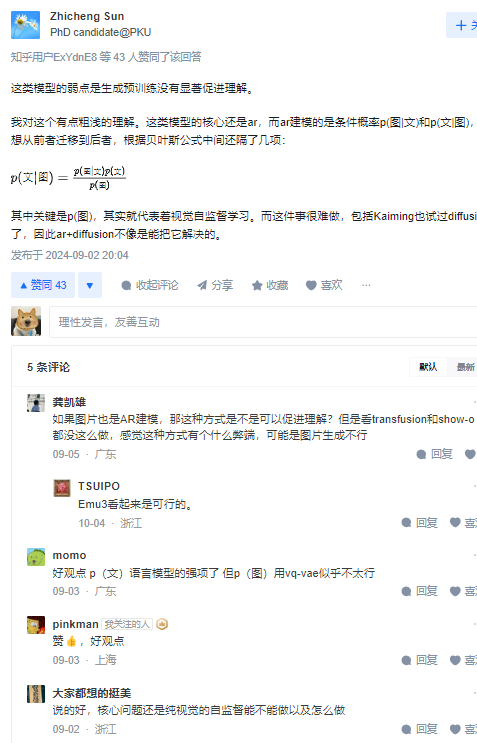 Zhicheng Sun
PhD candidate@PKU
知乎用户ExYdnE8 等 43 人赞同了该回答
这类模型的弱点是生成预训练没有显著促进理解。
我对这个有点粗浅的理解。这类模型的核心还是ar，而ar建模的是条件概率p(图|文)和p(文|图)，
想从前者迁移到后者，根据贝叶斯公式中间还隔了几项：
p(文|图) = p(图|文)p(文) / p(图)
其中关键是p(图)，其实就代表着视觉自监督学习。而这件事很难做，包括Kaiming也试过diffusi
了，因此ar+diffusion不像是能把它解决的。
发布于 2024-09-02 20:04
赞同 43 收起评论 分享 收藏 喜欢 ···
理性发言，友善互动
5 条评论 默认 最新
龚凯雄
如果图片也是AR建模，那这种方式是不是可以促进理解？但是看transfusion和show-o
都没这么做，感觉这种方式有个什么弊端，可能是图片生成不行
09-05 · 广东 回复 喜
TSUIPO
Emu3看起来是可行的。
10-04 · 浙江 回复 喜
momo
好观点 p（文）语言模型的强项了 但p（图）用vq-vae似乎不太行
09-03 · 广东 回复 喜
pinkman 我关注的人
赞👍，好观点
09-03 · 上海 回复 喜
大家都想的挺美
说的好，核心问题还是纯视觉的自监督能不能做以及怎么做
09-02 · 浙江 回复 喜